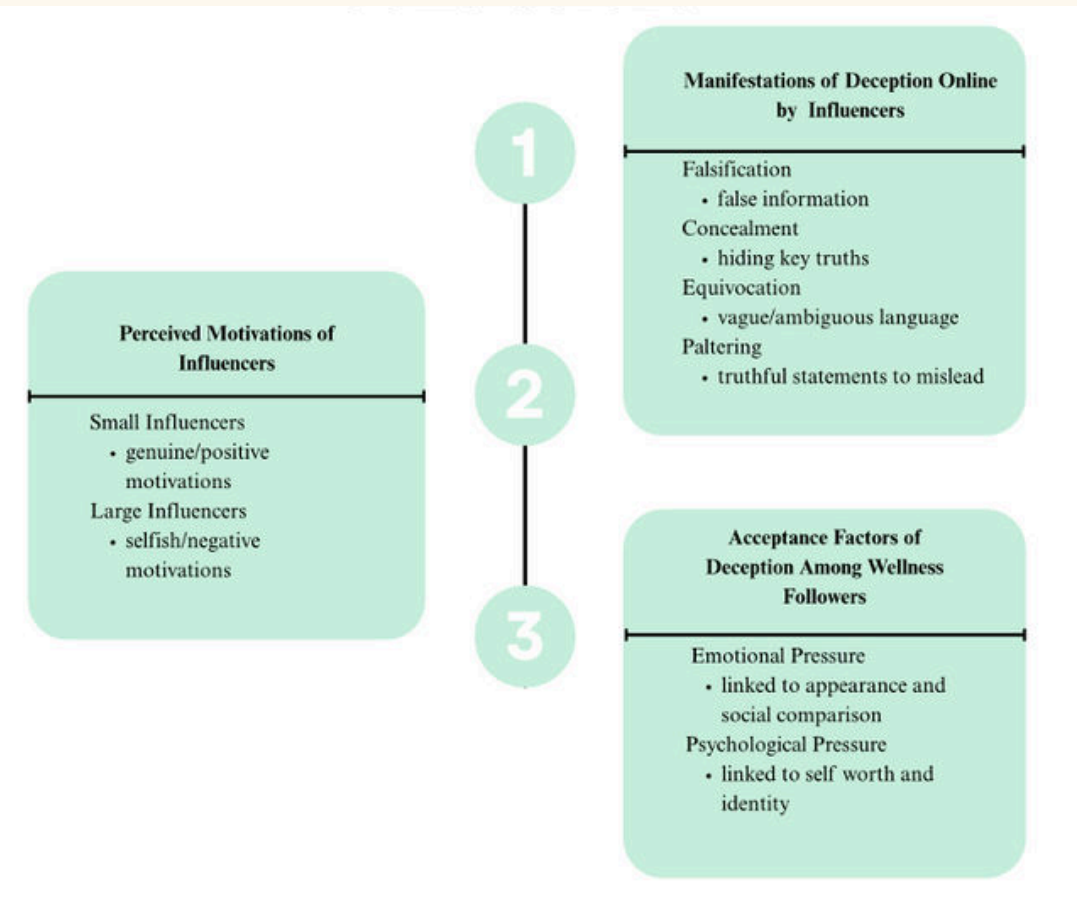 1
Manifestations of Deception Online
by Influencers
Falsification
• false information
Concealment
• hiding key truths
Equivocation
• vague/ambiguous language
Paltering
• truthful statements to mislead
2
Perceived Motivations of
Influencers
Small Influencers
• genuine/positive
motivations
Large Influencers
• selfish/negative
motivations
3
Acceptance Factors of
Deception Among Wellness
Followers
Emotional Pressure
• linked to appearance and
social comparison
Psychological Pressure
• linked to self worth and
identity